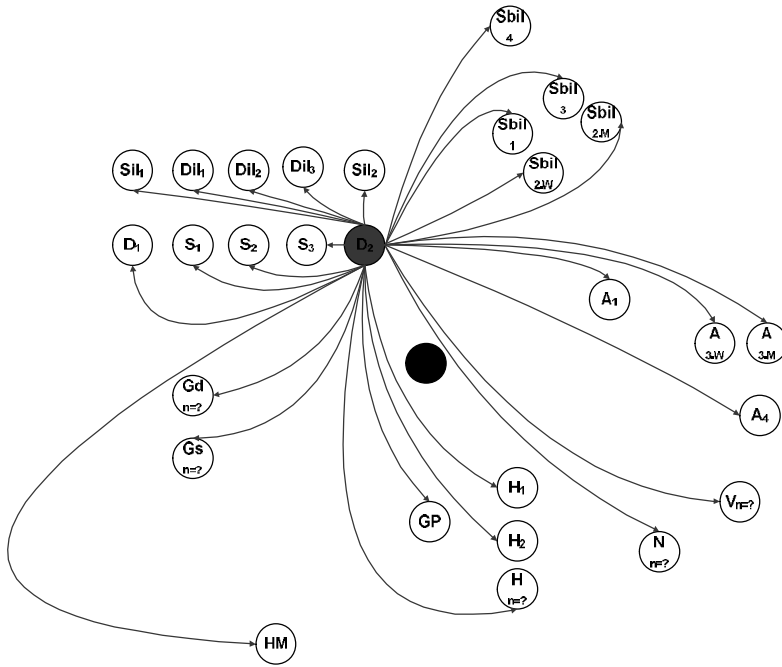 Sbil
4
Sbil
3
Sbil
1
Sbil
2-M
Sil₁
Dil₁
Dil₂
Dil₃
Sil₂
Sbil
2-W
D₁
S₁
S₂
S₃
D₂
A₁
A
3-W
A
3-M
Gd
n=?
A₄
Gs
n=?
H₁
Vn=?
GP
H₂
N
n=?
H
n=?
HM